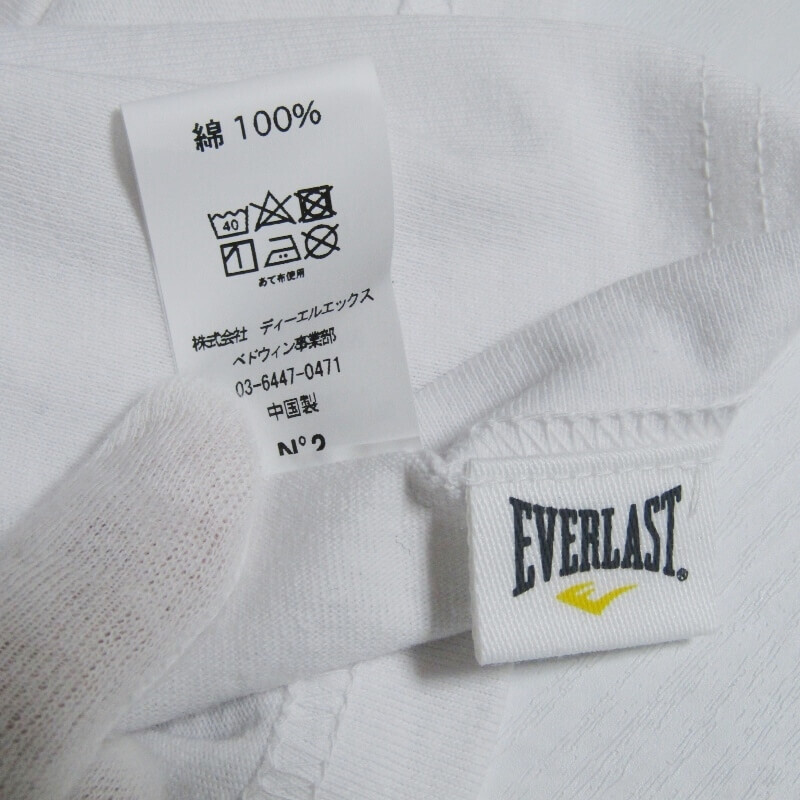 綿 100%
40
あて布使用
株式会社 ディーエルエックス
ベドウィン事業部
03-6447-0471
中国製
N°2
EVERLAST®